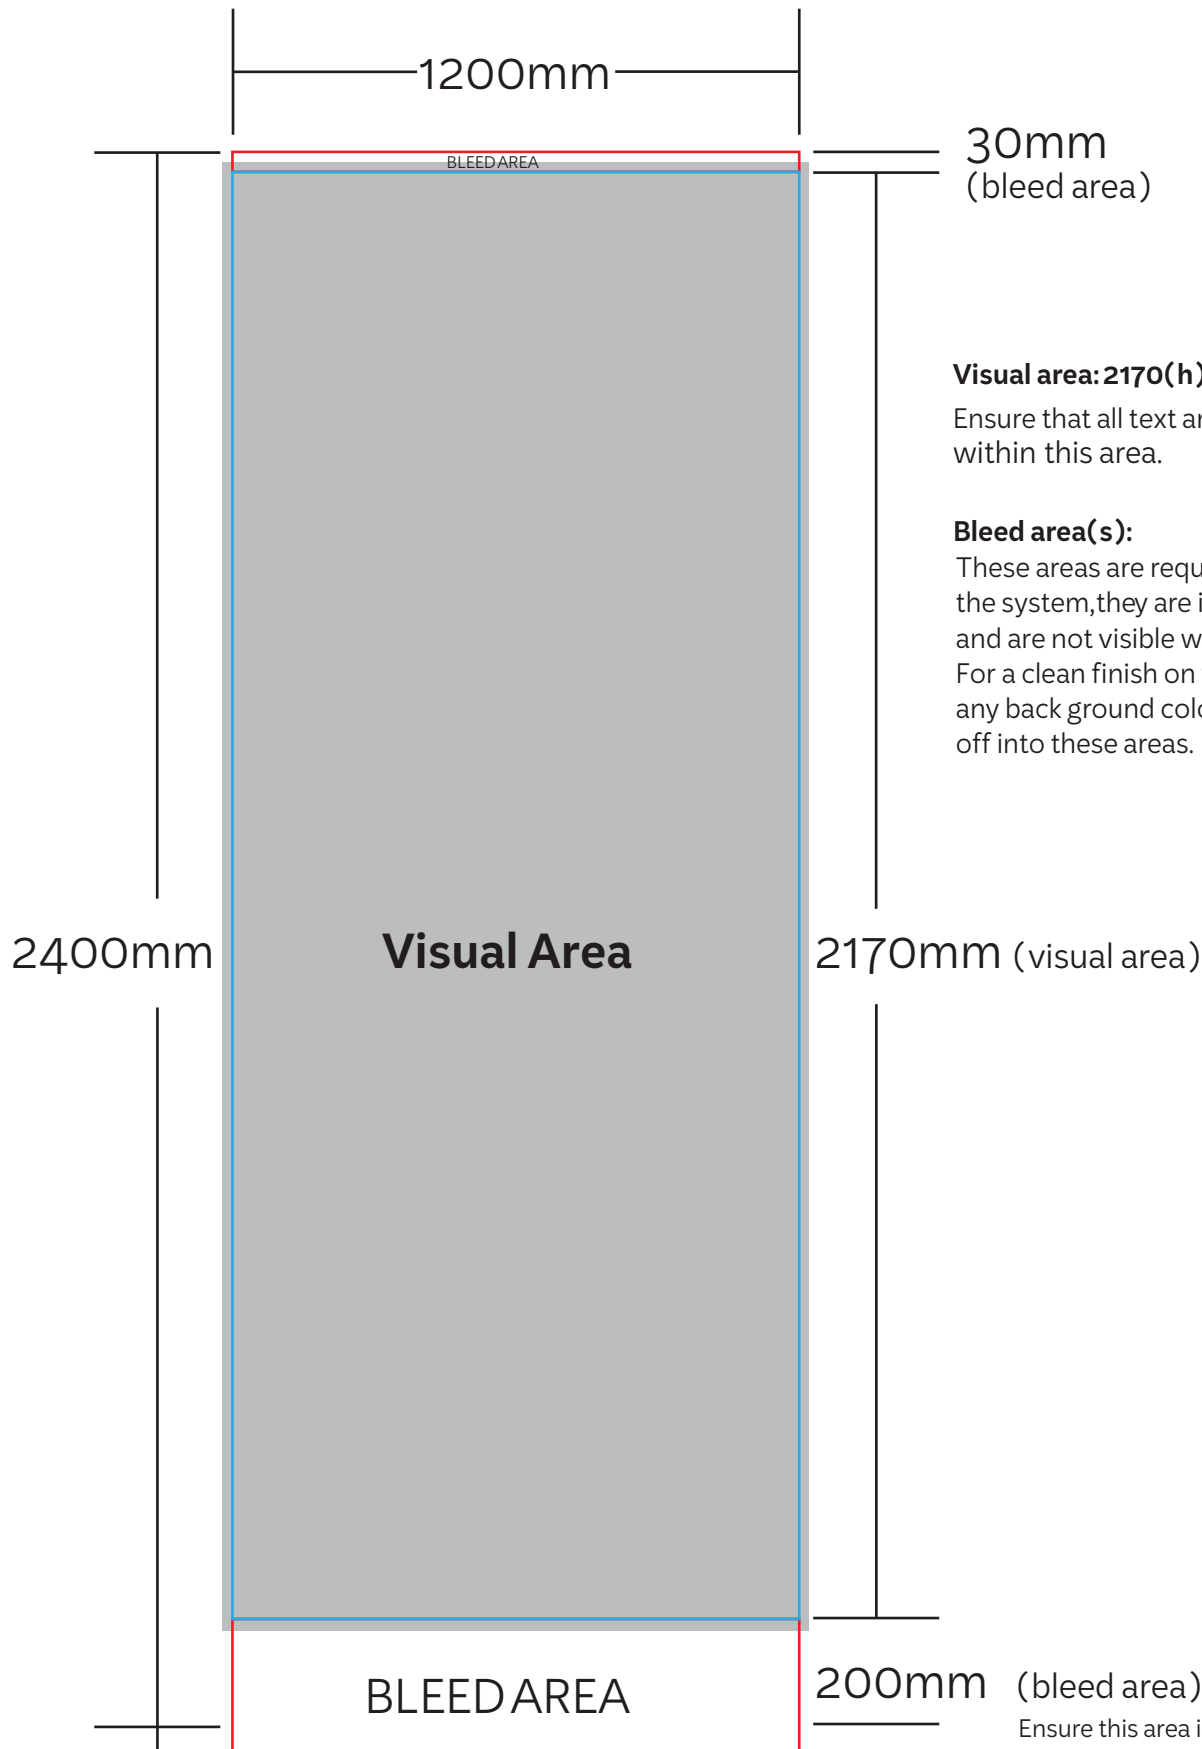 1200mm
30mm
(bleed area)
BLEED AREA
Visual area: 2170(h)
Ensure that all text
within this area.
Bleed area(s):
These areas are
the system,they are
and are not visible
For a clean finish on
any back ground
off into these areas.
2400mm
Visual Area
2170mm (visual area)
BLEED AREA
200mm (bleed area)
Ensure this area